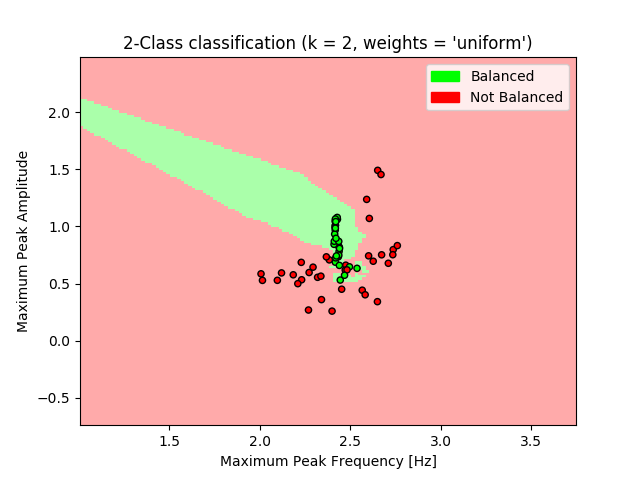 2-Class classification (k = 2, weights = 'uniform')
Balanced
Not Balanced
Maximum Peak Amplitude
2.0
1.5
1.0
0.5
0.0
−0.5
1.5 2.0 2.5 3.0 3.5
Maximum Peak Frequency [Hz]